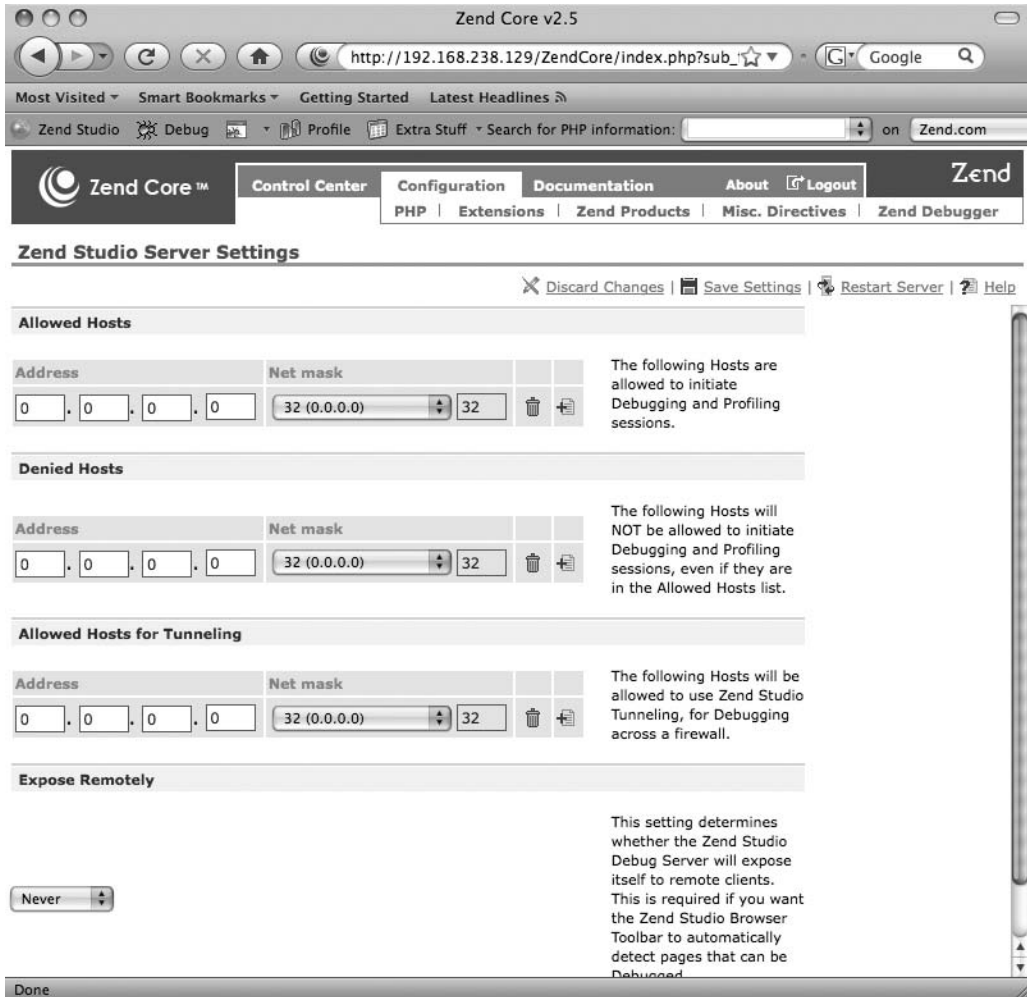 Zend Core v2.5
http://192.168.238.129/ZendCore/index.php?sub_
G Google
Most Visited Smart Bookmarks Getting Started Latest Headlines
Zend Studio Debug Profile Extra Stuff Search for PHP information: on Zend.com
Zend Core™ Control Center Configuration Documentation About Logout Zend
PHP | Extensions | Zend Products | Misc. Directives | Zend Debugger
Zend Studio Server Settings
Discard Changes | Save Settings | Restart Server | Help
Allowed Hosts
Address Net mask
0 . 0 . 0 . 0 32 (0.0.0.0) 32
The following Hosts are
allowed to initiate
Debugging and Profiling
sessions.
Denied Hosts
Address Net mask
0 . 0 . 0 . 0 32 (0.0.0.0) 32
The following Hosts will
NOT be allowed to initiate
Debugging and Profiling
sessions, even if they are
in the Allowed Hosts list.
Allowed Hosts for Tunneling
Address Net mask
0 . 0 . 0 . 0 32 (0.0.0.0) 32
The following Hosts will be
allowed to use Zend Studio
Tunneling, for Debugging
across a firewall.
Expose Remotely
Never
This setting determines
whether the Zend Studio
Debug Server will expose
itself to remote clients.
This is required if you want
the Zend Studio Browser
Toolbar to automatically
detect pages that can be
Debugged
Done